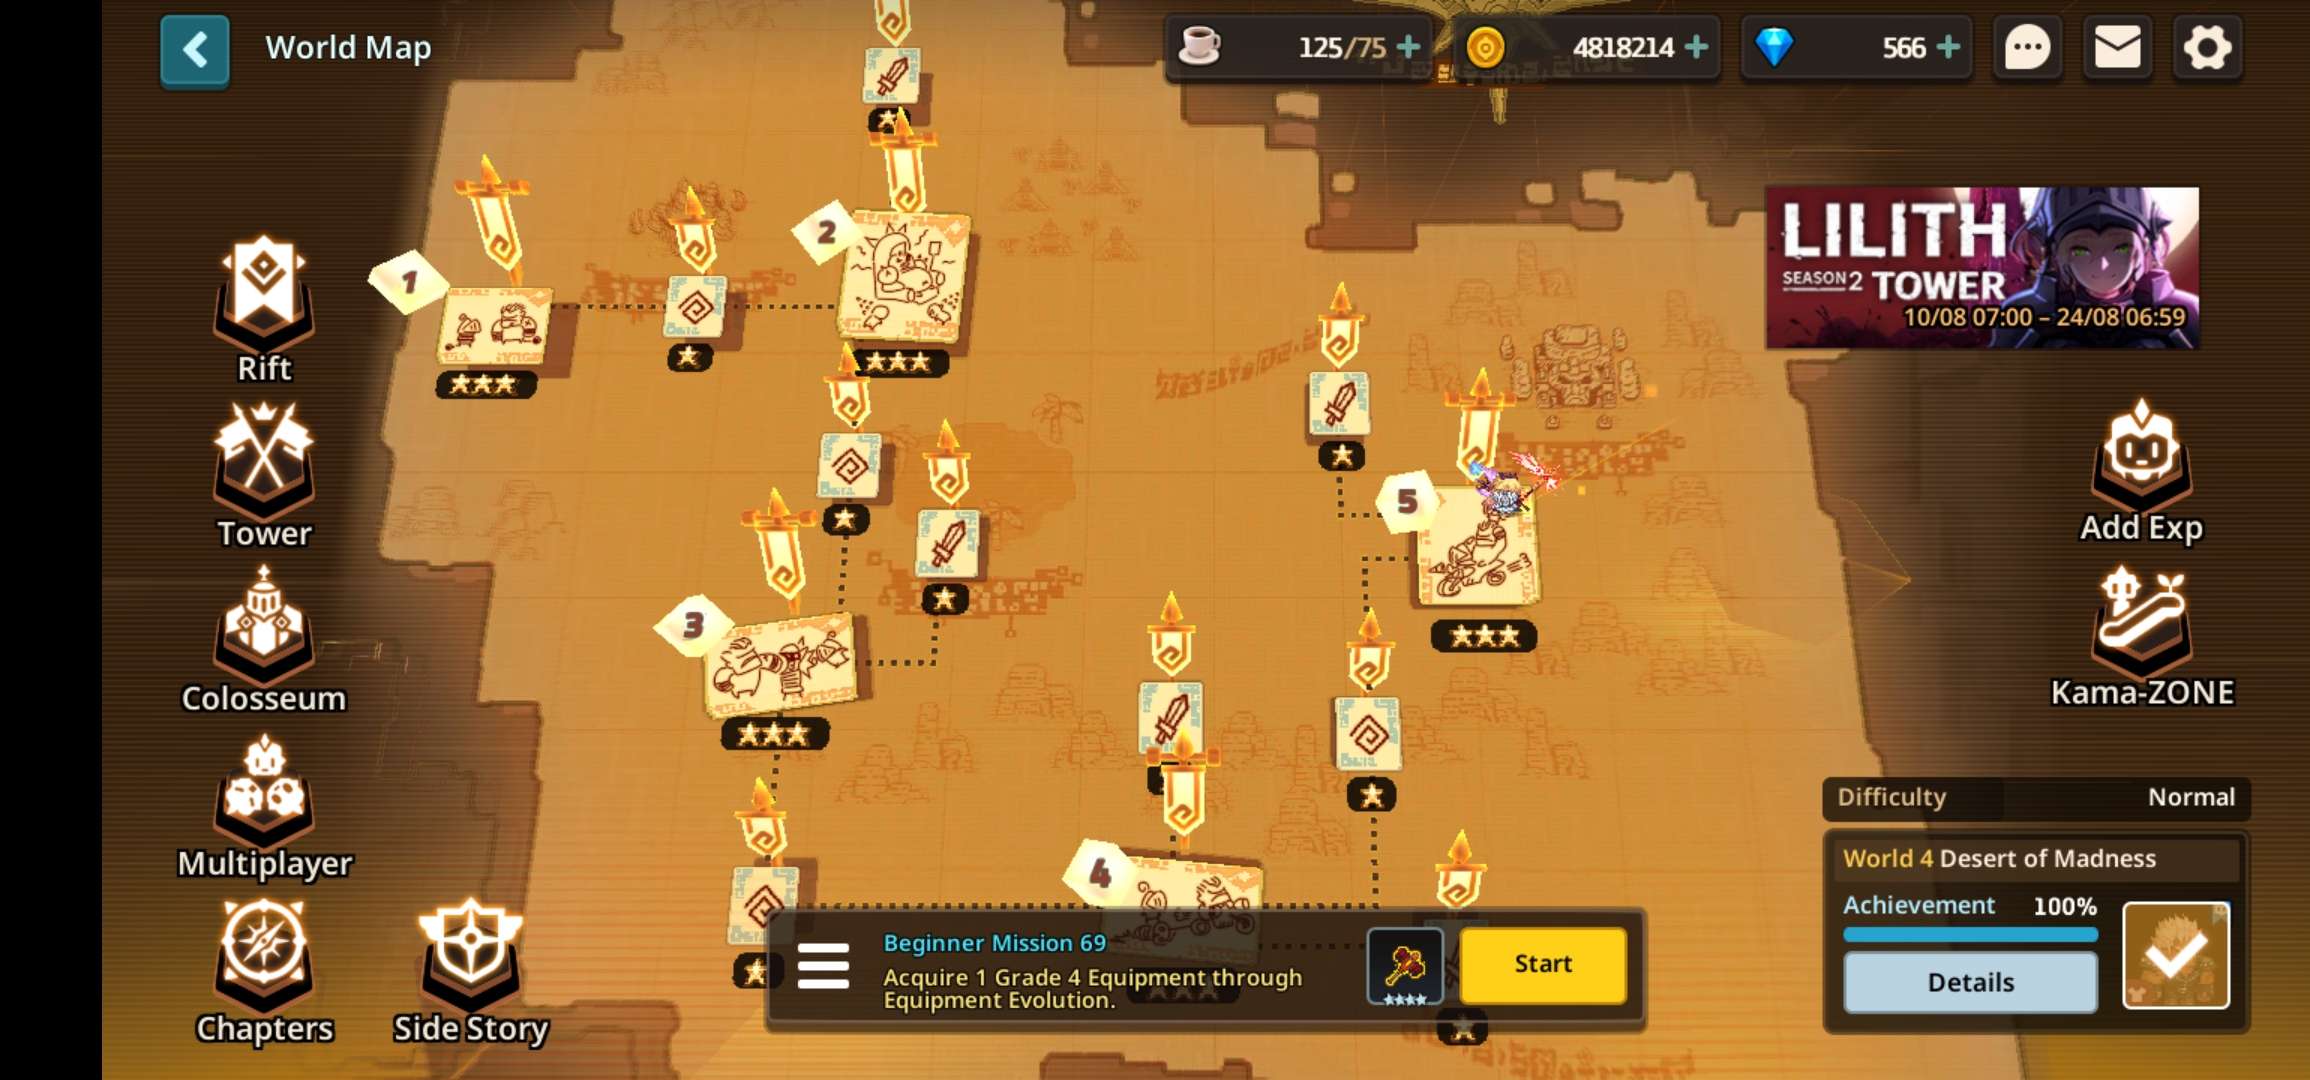 World Map
125/75
4818214
566
LILITH
SEASON2 TOWER
10/08 07:00 – 24/08 06:59
1
2
3
4
5
Rift
Tower
Colosseum
Multiplayer
Chapters
Side Story
Add Exp
Kama-ZONE
Difficulty Normal
World 4 Desert of Madness
Achievement 100%
Details
Beginner Mission 69
Acquire 1 Grade 4 Equipment through
Equipment Evolution.
Start